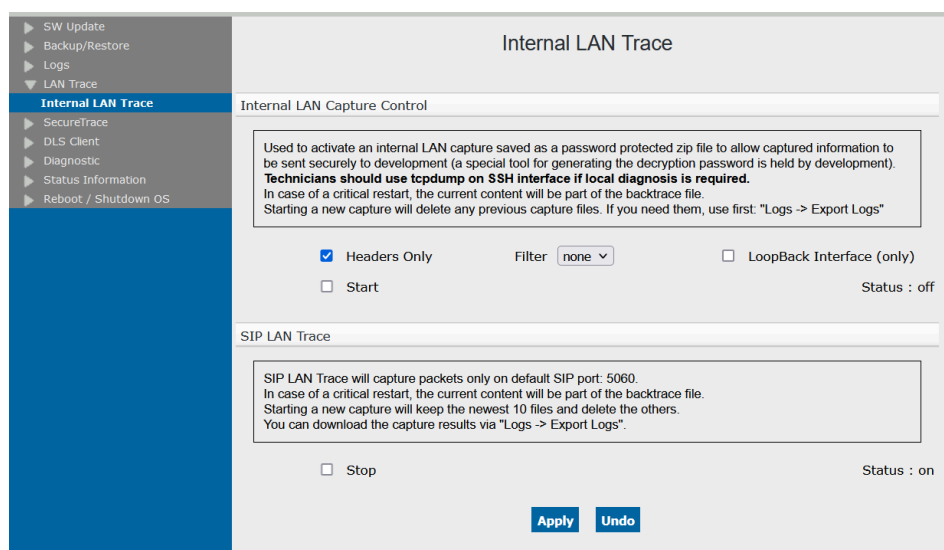 SW Update
Backup/Restore
Logs
LAN Trace
Internal LAN Trace
SecureTrace
DLS Client
Diagnostic
Status Information
Reboot / Shutdown OS
Internal LAN Trace
Internal LAN Capture Control
Used to activate an internal LAN capture saved as a password protected zip file to allow captured information to
be sent securely to development (a special tool for generating the decryption password is held by development).
Technicians should use tcpdump on SSH interface if local diagnosis is required.
In case of a critical restart, the current content will be part of the backtrace file.
Starting a new capture will delete any previous capture files. If you need them, use first: "Logs -> Export Logs"
Headers Only Filter none LoopBack Interface (only)
Start Status : off
SIP LAN Trace
SIP LAN Trace will capture packets only on default SIP port: 5060.
In case of a critical restart, the current content will be part of the backtrace file.
Starting a new capture will keep the newest 10 files and delete the others.
You can download the capture results via "Logs -> Export Logs".
Stop Status : on
Apply Undo